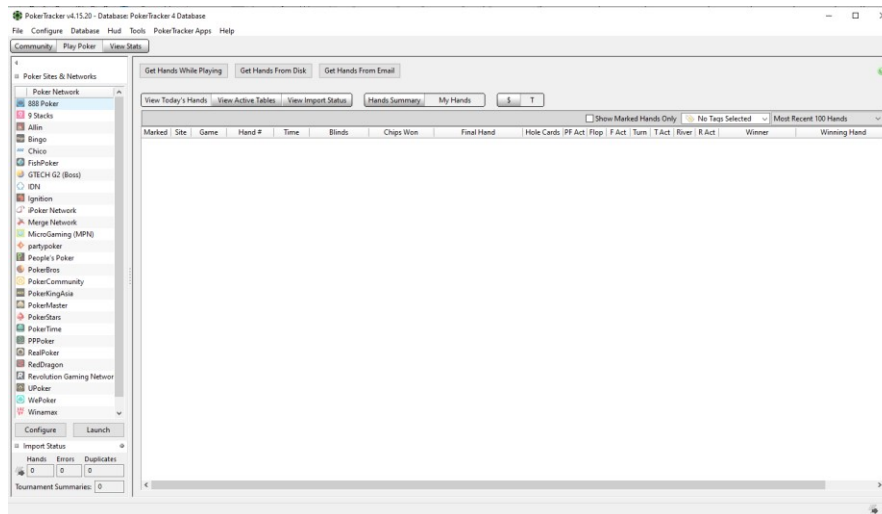 PokerTracker v4.15.20 - Database: PokerTracker 4 Database
File Configure Database Hud Tools PokerTracker Apps Help
Community Play Poker View Stats
Get Hands While Playing Get Hands From Disk Get Hands From Email
Poker Sites & Networks
Poker Network
888 Poker
9 Stacks
Allin
Bingo
Chico
FishPoker
GTECH G2 (Boss)
IDN
Ignition
iPoker Network
Merge Network
MicroGaming (MPN)
partypoker
People's Poker
PokerBros
PokerCommunity
PokerKingAsia
PokerMaster
PokerStars
PokerTime
PPPoker
RealPoker
RedDragon
Revolution Gaming Networ
UPoker
WePoker
Winamax
Configure Launch
Import Status
Hands Errors Duplicates
0 0 0
Tournament Summaries: 0
View Today's Hands View Active Tables View Import Status Hands Summary My Hands $ T
Show Marked Hands Only No Tags Selected Most Recent 100 Hands
Marked Site Game Hand # Time Blinds Chips Won Final Hand Hole Cards PF Act Flop F Act Turn T Act River R Act Winner Winning Hand